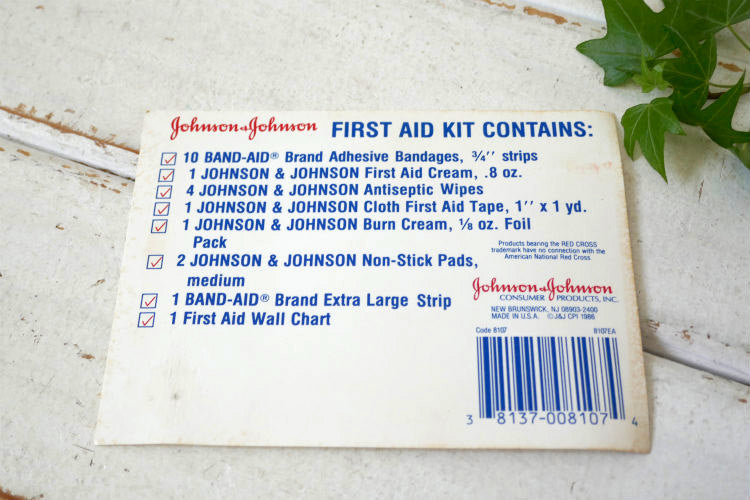 Johnson & Johnson FIRST AID KIT CONTAINS:
10 BAND-AID® Brand Adhesive Bandages, ¾'' strips
1 JOHNSON & JOHNSON First Aid Cream, .8 oz.
4 JOHNSON & JOHNSON Antiseptic Wipes
1 JOHNSON & JOHNSON Cloth First Aid Tape, 1'' x 1 yd.
1 JOHNSON & JOHNSON Burn Cream, ⅛ oz. Foil
Pack
2 JOHNSON & JOHNSON Non-Stick Pads,
medium
1 BAND-AID® Brand Extra Large Strip
1 First Aid Wall Chart
Products bearing the RED CROSS
trademark have no connection with the
American National Red Cross
Johnson & Johnson
CONSUMER PRODUCTS, INC.
NEW BRUNSWICK, NJ 08903-2400
MADE IN U.S.A. ©J&J CPI 1986
Code 8107 8107EA
3 8137-008107 4